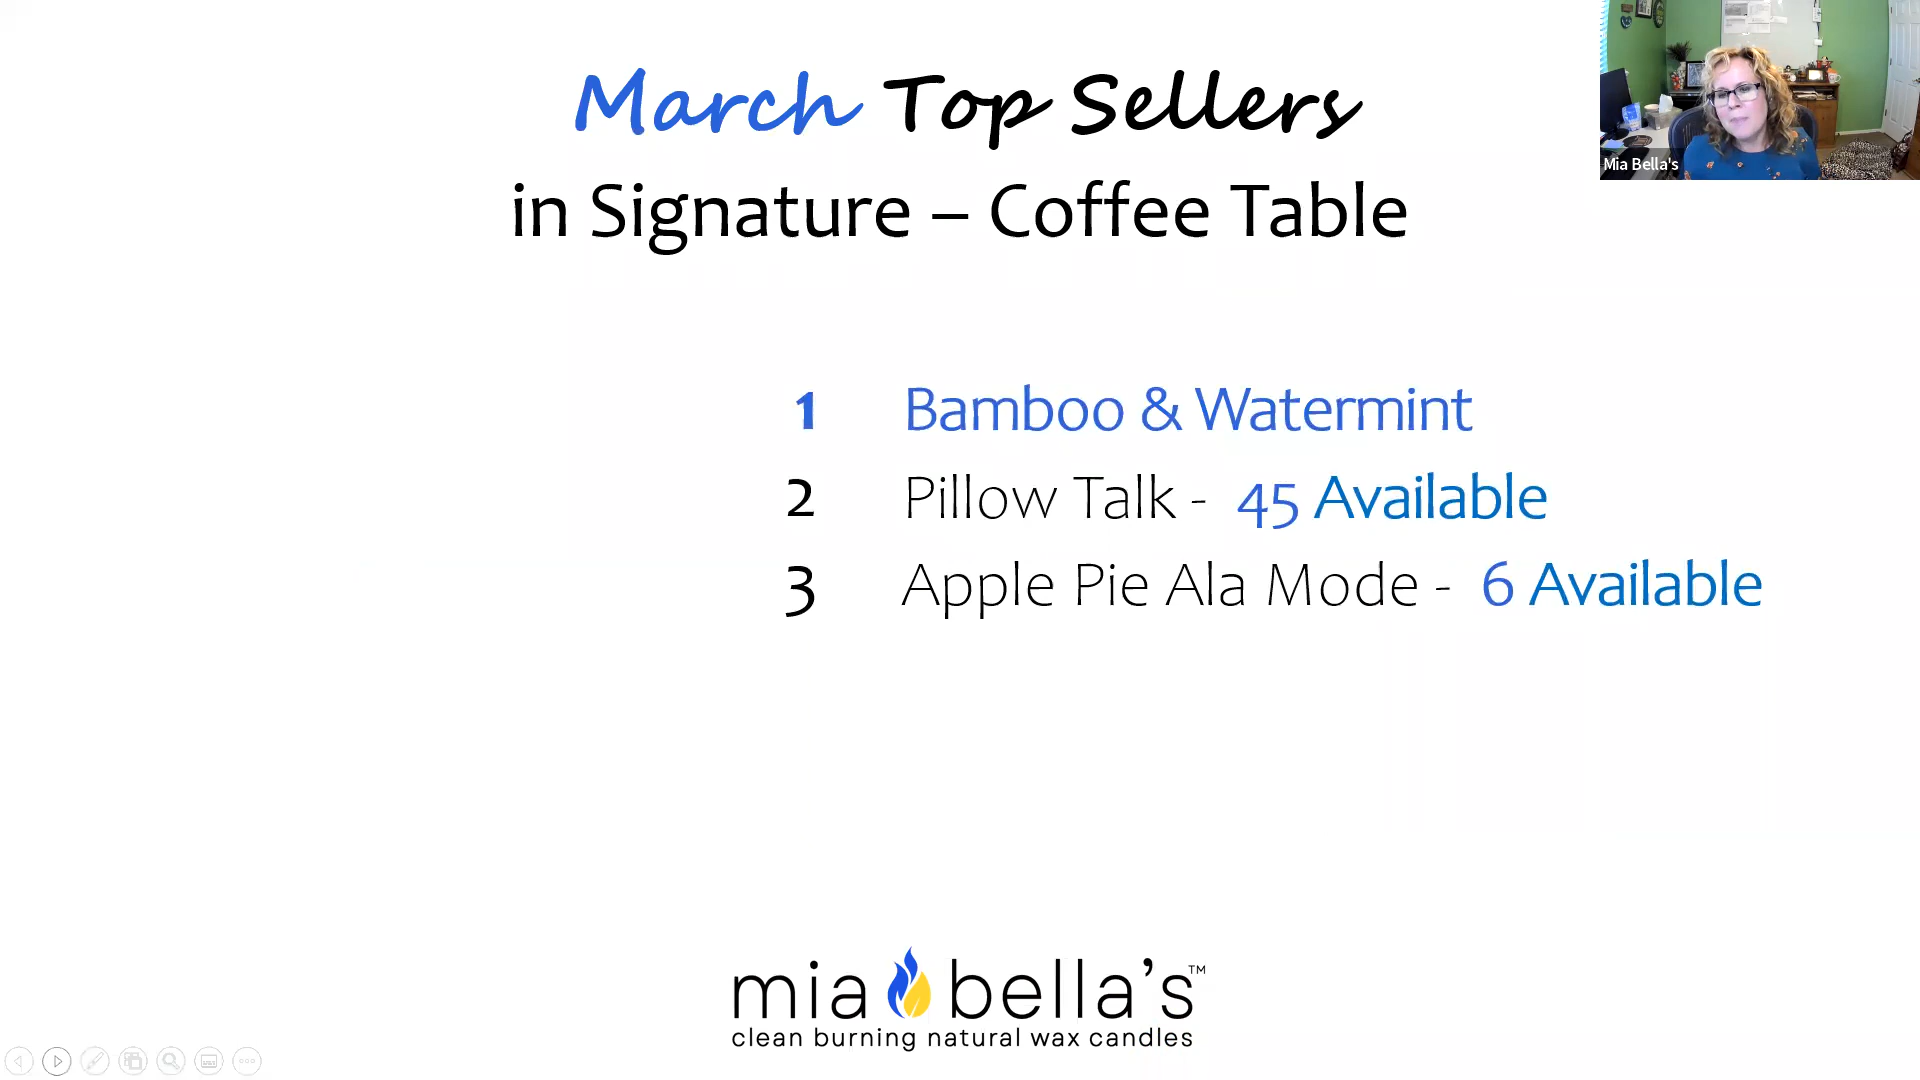 March Top Sellers
in Signature – Coffee Table
1 Bamboo & Watermint
2 Pillow Talk - 45 Available
3 Apple Pie Ala Mode - 6 Available
Mia Bella's
mia bella's™
clean burning natural wax candles